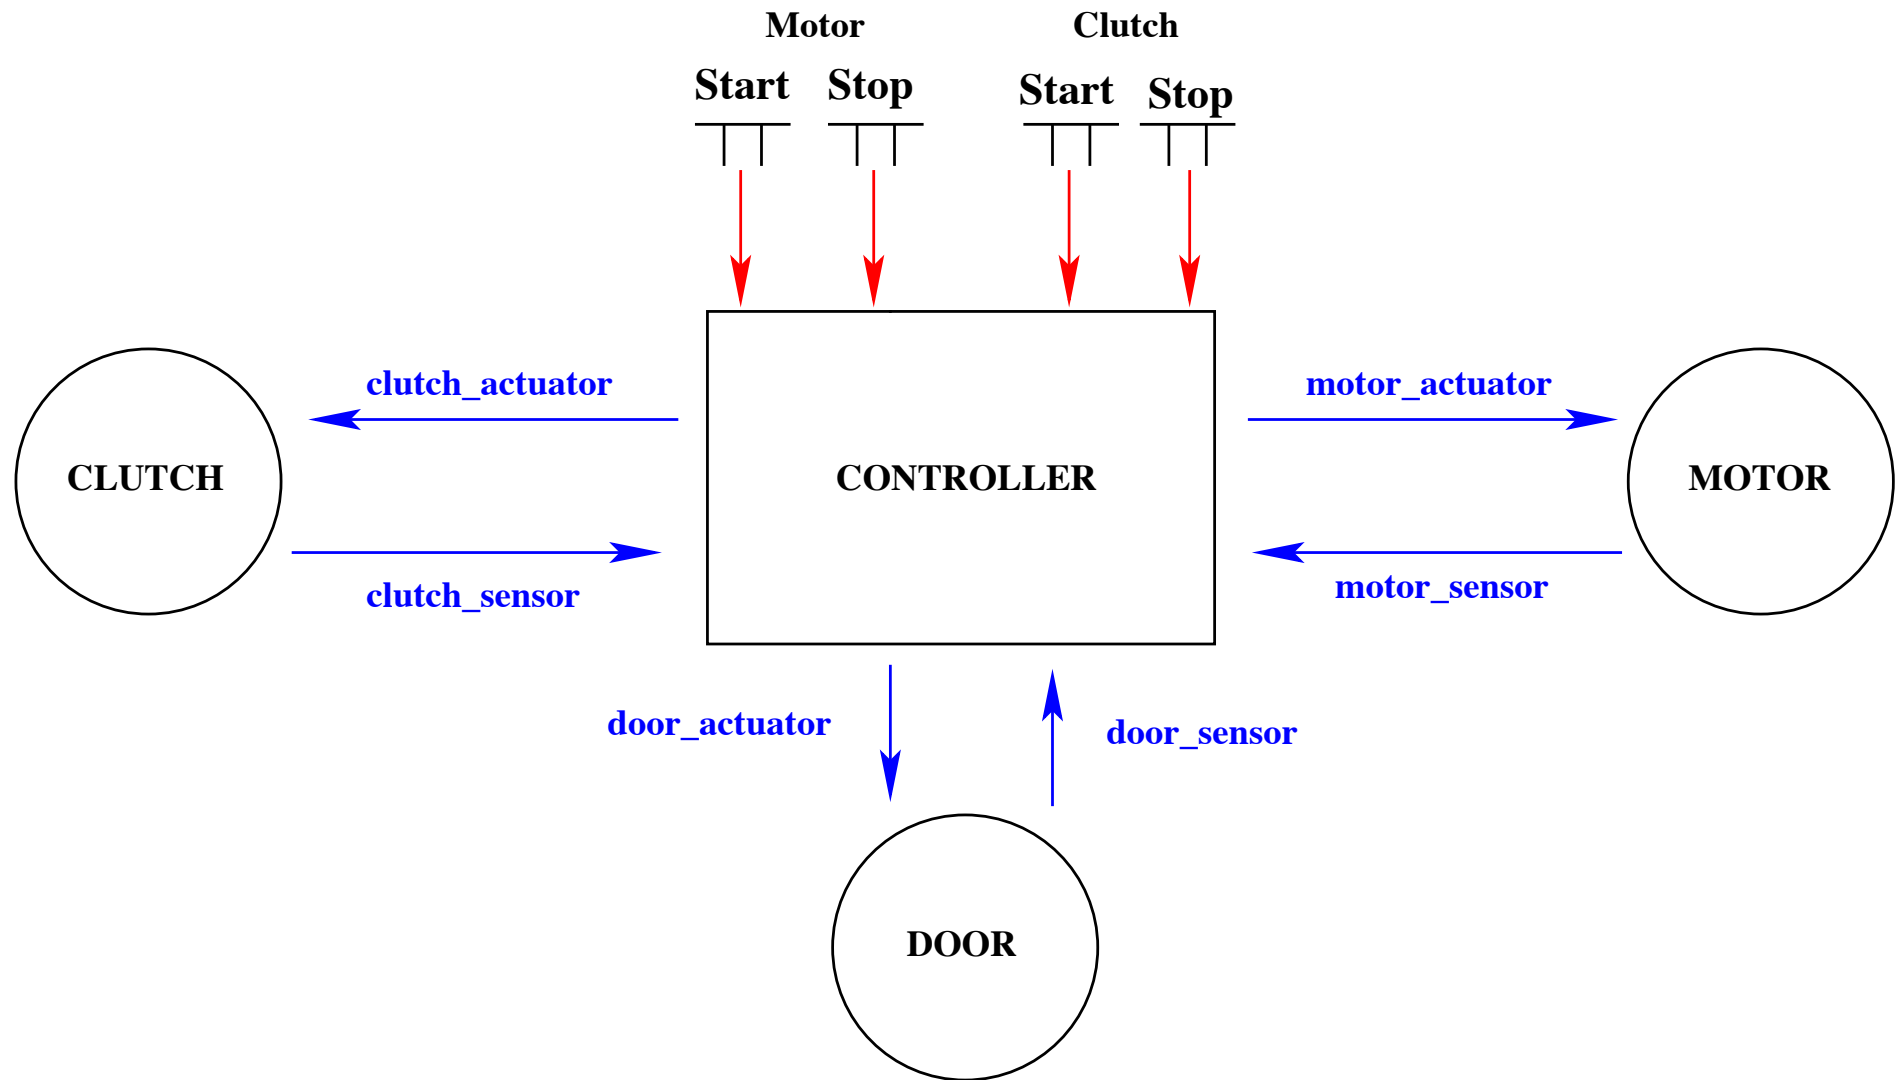 Motor Clutch
Start Stop Start Stop
clutch_actuator motor_actuator
CLUTCH CONTROLLER MOTOR
clutch_sensor motor_sensor
door_actuator door_sensor
DOOR